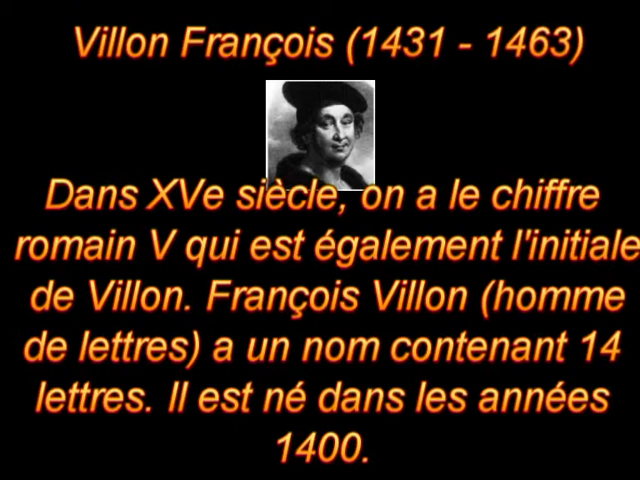 Villon François (1431 - 1463)
Dans XVe siècle, on a le chiffre
romain V qui est également l'initiale
de Villon. François Villon (homme
de lettres) a un nom contenant 14
lettres. Il est né dans les années
1400.